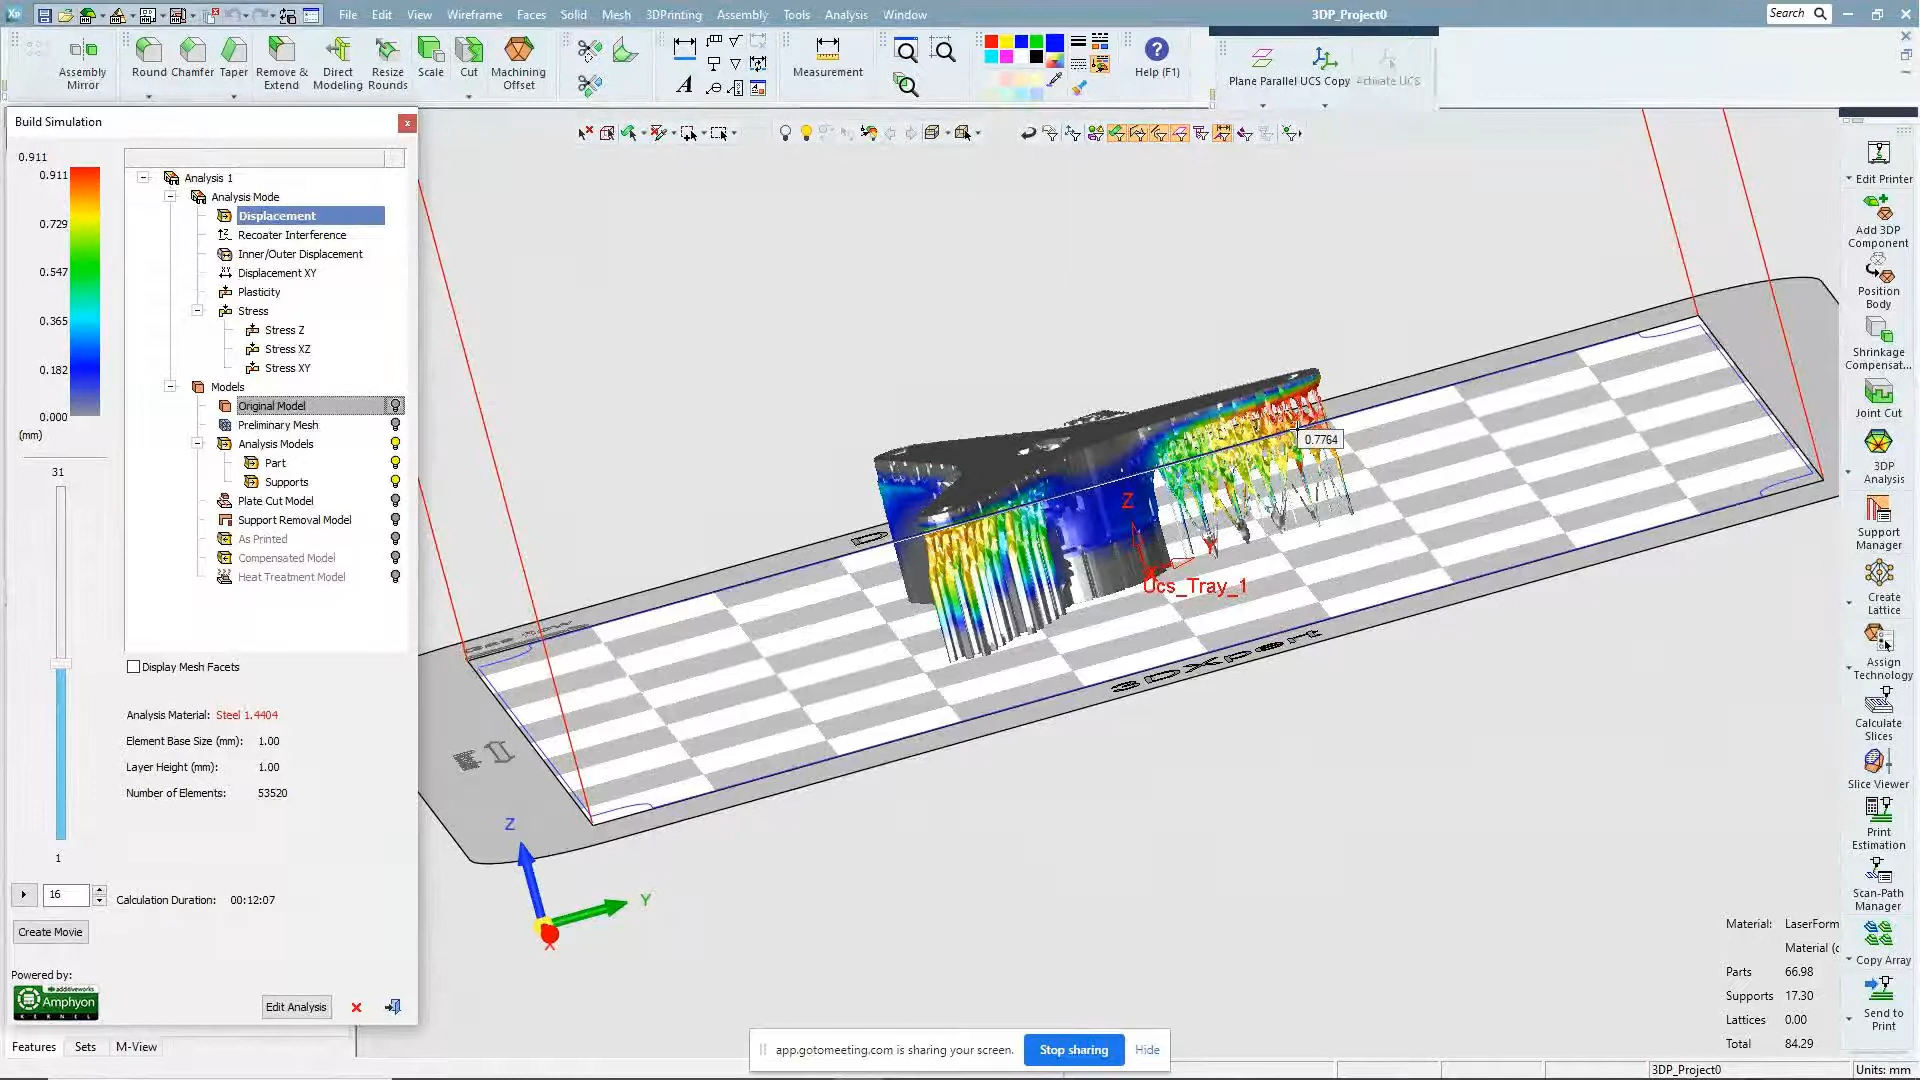 Xp
File Edit View Wireframe Faces Solid Mesh 3DPrinting Assembly Tools Analysis Window
3DP_Project0
Search
Assembly Mirror
Round
Chamfer
Taper
Remove & Extend
Direct Modeling
Resize Rounds
Scale
Cut
Machining Offset
A
Measurement
Help (F1)
Plane Parallel
UCS Copy
Activate UCS
Build Simulation
0.911
0.911
0.729
0.547
0.365
0.182
0.000
(mm)
31
1
16
Analysis 1
Analysis Mode
Displacement
Recoater Interference
Inner/Outer Displacement
Displacement XY
Plasticity
Stress
Stress Z
Stress XZ
Stress XY
Models
Original Model
Preliminary Mesh
Analysis Models
Part
Supports
Plate Cut Model
Support Removal Model
As Printed
Compensated Model
Heat Treatment Model
Display Mesh Facets
Analysis Material: Steel 1.4404
Element Base Size (mm): 1.00
Layer Height (mm): 1.00
Number of Elements: 53520
Calculation Duration: 00:12:07
Create Movie
Powered by:
additiveworks
Amphyon
KERNEL
Edit Analysis
Features Sets M-View
0.7764
Z
Y
X
Ucs_Tray_1
3DXpert
Z
Y
X
Edit Printer
Add 3DP Component
Position Body
Shrinkage Compensat...
Joint Cut
3DP Analysis
Support Manager
Create Lattice
Assign Technology
Calculate Slices
Slice Viewer
Print Estimation
Scan-Path Manager
Copy Array
Send to Print
Material: LaserForm
Material (c
Parts 66.98
Supports 17.30
Lattices 0.00
Total 84.29
app.gotomeeting.com is sharing your screen.
Stop sharing
Hide
3DP_Project0
Units: mm